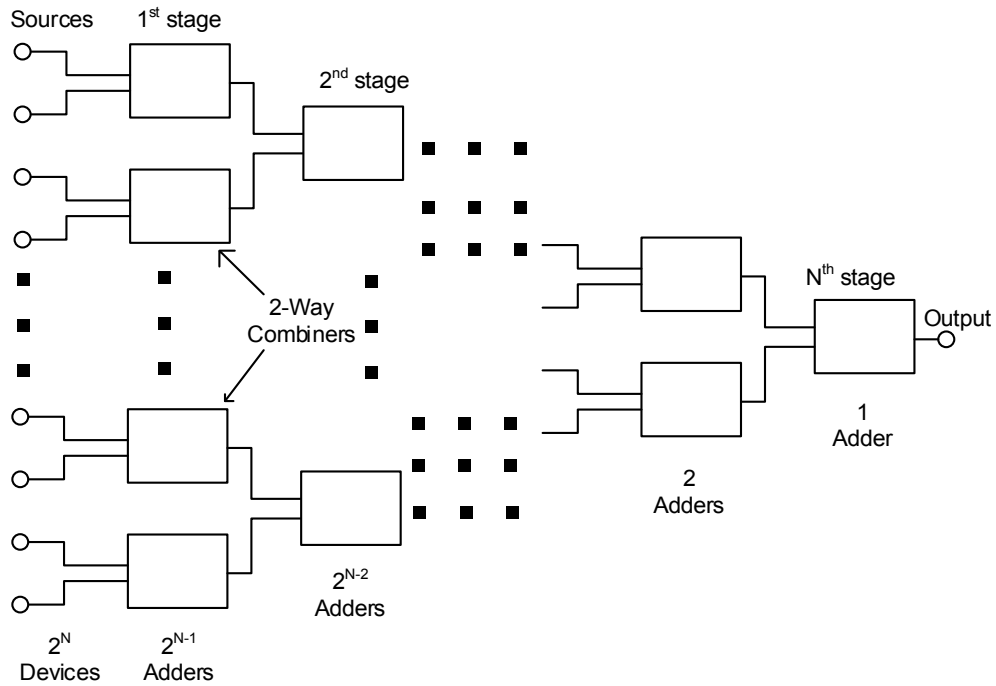 Sources
1st stage
2nd stage
2-Way
Combiners
Nth stage
Output
1
Adder
2
Adders
2N-2
Adders
2N
Devices
2N-1
Adders